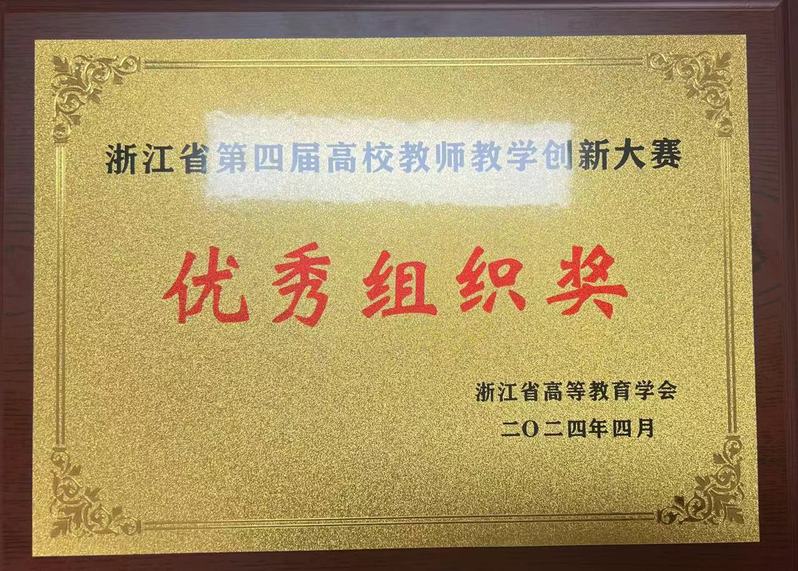 浙江省第四届高校教师教学创新大赛
优秀组织奖
浙江省高等教育学会
二〇二四年四月